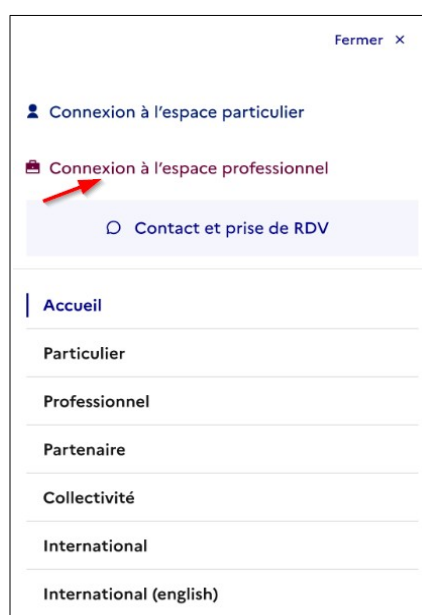 Fermer ×
Connexion à l'espace particulier
Connexion à l'espace professionnel
Contact et prise de RDV
Accueil
Particulier
Professionnel
Partenaire
Collectivité
International
International (english)